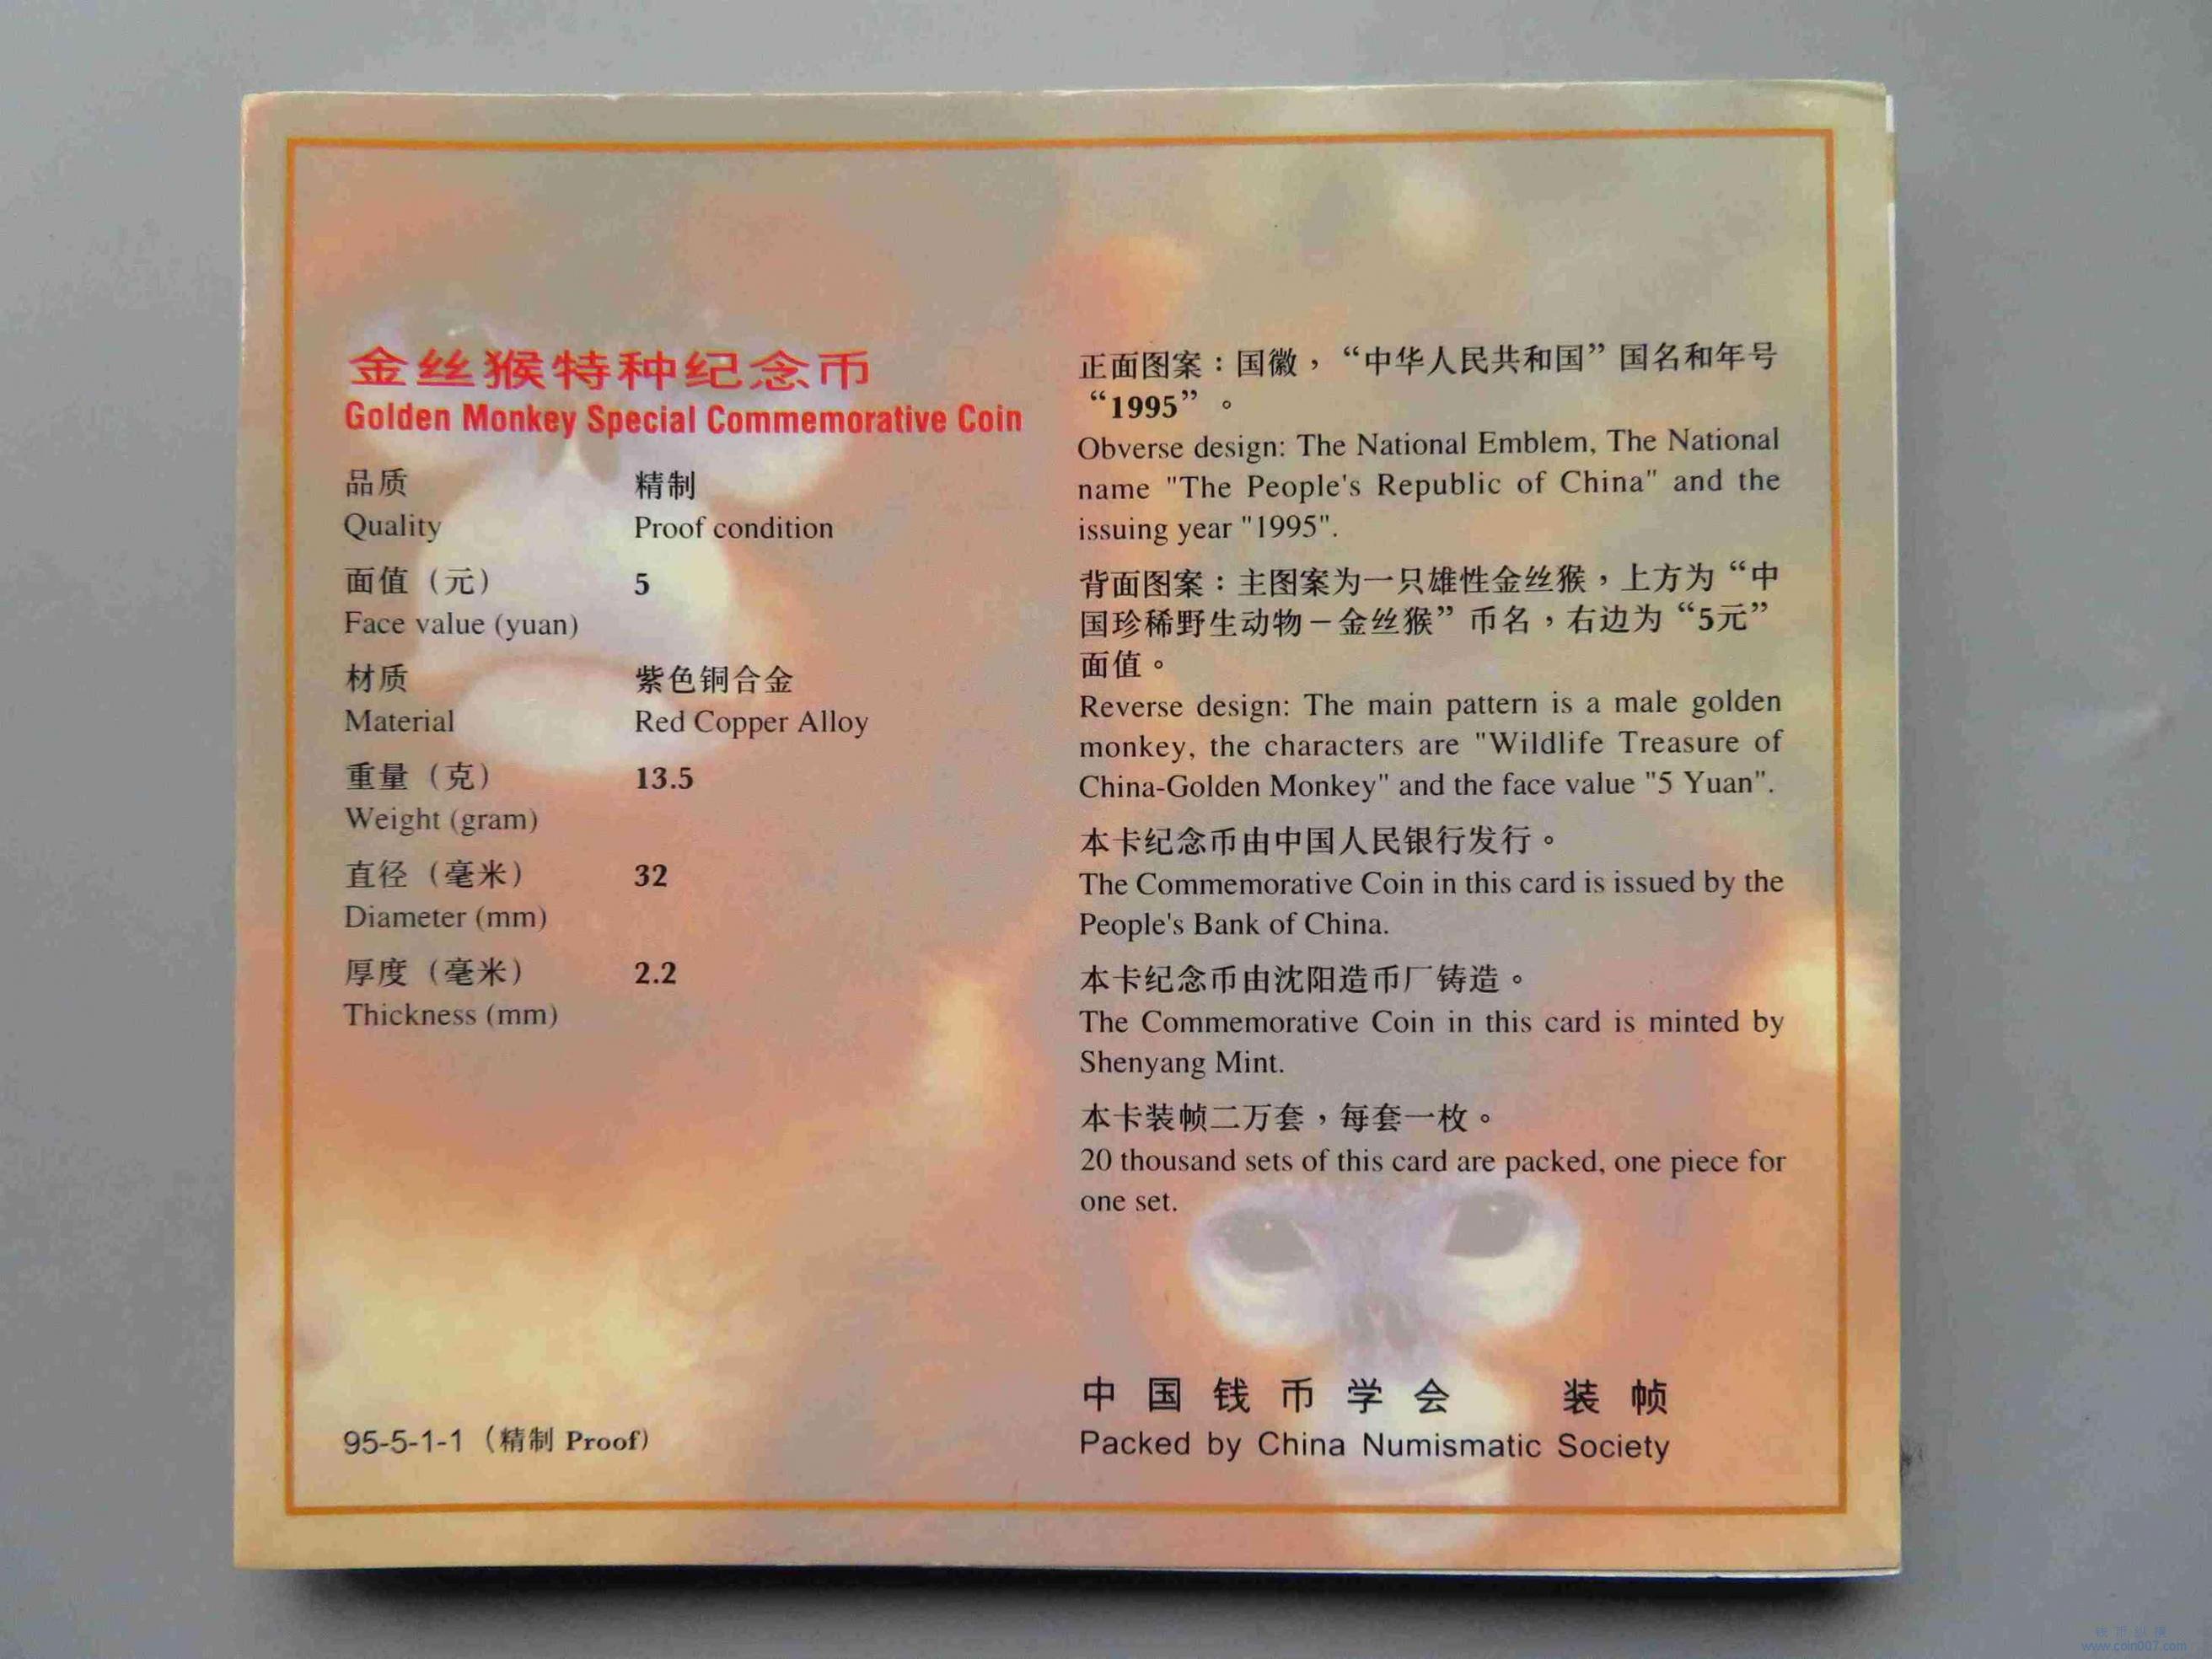 金丝猴特种纪念币
Golden Monkey Special Commemorative Coin
品质 精制
Quality Proof condition
面值（元） 5
Face value (yuan)
材质 紫色铜合金
Material Red Copper Alloy
重量（克） 13.5
Weight (gram)
直径（毫米） 32
Diameter (mm)
厚度（毫米） 2.2
Thickness (mm)
95-5-1-1（精制 Proof）
正面图案：国徽，“中华人民共和国”国名和年号
“1995”。
Obverse design: The National Emblem, The National
name "The People's Republic of China" and the
issuing year "1995".
背面图案：主图案为一只雄性金丝猴，上方为“中
国珍稀野生动物－金丝猴”币名，右边为“5元”
面值。
Reverse design: The main pattern is a male golden
monkey, the characters are "Wildlife Treasure of
China-Golden Monkey" and the face value "5 Yuan".
本卡纪念币由中国人民银行发行。
The Commemorative Coin in this card is issued by the
People's Bank of China.
本卡纪念币由沈阳造币厂铸造。
The Commemorative Coin in this card is minted by
Shenyang Mint.
本卡装帧二万套，每套一枚。
20 thousand sets of this card are packed, one piece for
one set.
中国钱币学会 装帧
Packed by China Numismatic Society
www.coin007.com